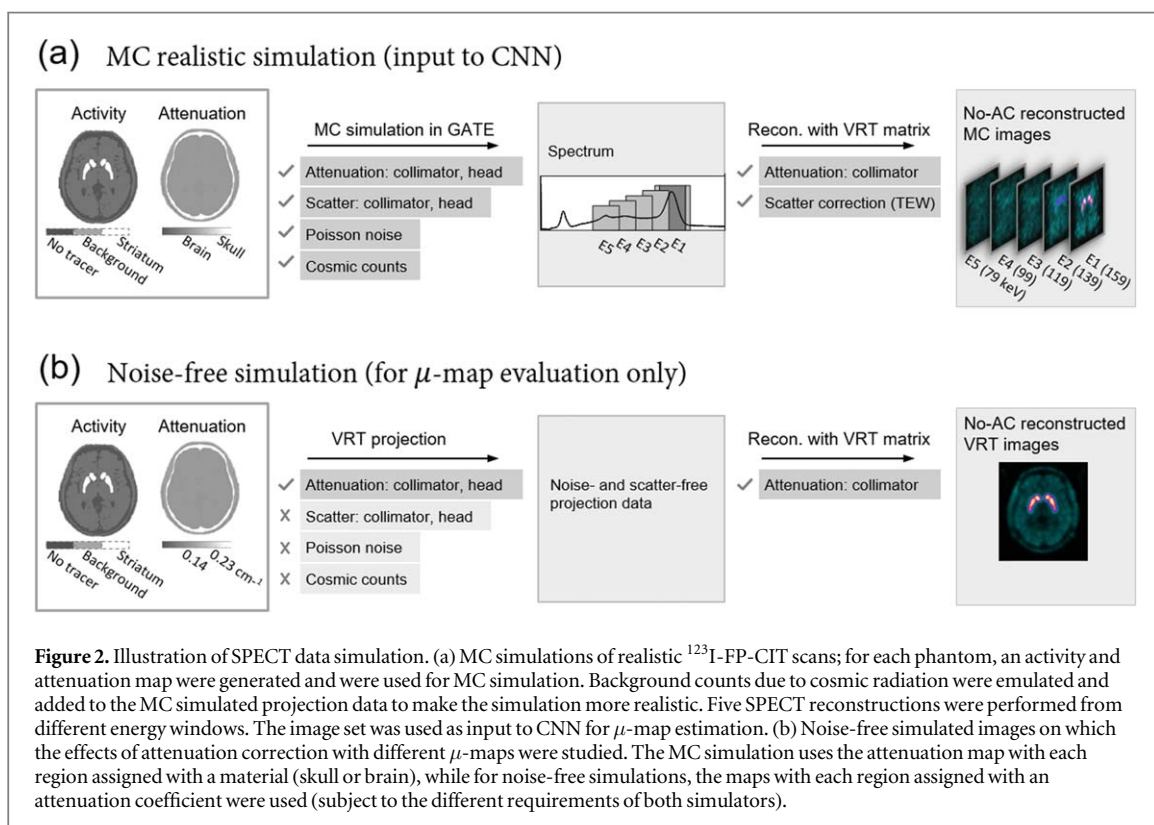 (a) MC realistic simulation (input to CNN)
Activity Attenuation
No tracer Background Striatum
Brain Skull
MC simulation in GATE
✓ Attenuation: collimator, head
✓ Scatter: collimator, head
✓ Poisson noise
✓ Cosmic counts
Spectrum
E5 E4 E3 E2 E1
Recon. with VRT matrix
✓ Attenuation: collimator
✓ Scatter correction (TEW)
No-AC reconstructed
MC images
E5 (79 keV) E4 (99) E3 (119) E2 (139) E1 (159)
(b) Noise-free simulation (for μ-map evaluation only)
Activity Attenuation
No tracer Background Striatum
0.14 0.23 cm⁻¹
VRT projection
✓ Attenuation: collimator, head
X Scatter: collimator, head
X Poisson noise
X Cosmic counts
Noise- and scatter-free
projection data
Recon. with VRT matrix
✓ Attenuation: collimator
No-AC reconstructed
VRT images
Figure 2. Illustration of SPECT data simulation. (a) MC simulations of realistic ¹²³I-FP-CIT scans; for each phantom, an activity and
attenuation map were generated and were used for MC simulation. Background counts due to cosmic radiation were emulated and
added to the MC simulated projection data to make the simulation more realistic. Five SPECT reconstructions were performed from
different energy windows. The image set was used as input to CNN for μ-map estimation. (b) Noise-free simulated images on which
the effects of attenuation correction with different μ-maps were studied. The MC simulation uses the attenuation map with each
region assigned with a material (skull or brain), while for noise-free simulations, the maps with each region assigned with an
attenuation coefficient were used (subject to the different requirements of both simulators).